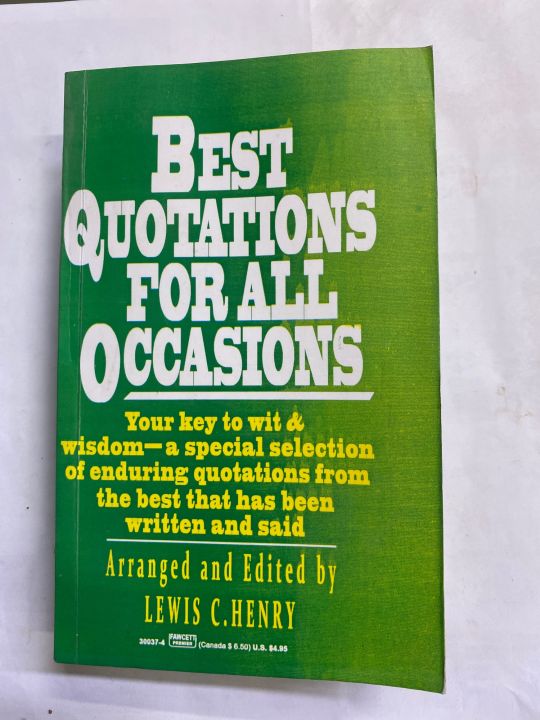 BEST
QUOTATIONS
FOR ALL
OCCASIONS
Your key to wit &
wisdom—a special selection
of enduring quotations from
the best that has been
written and said
Arranged and Edited by
LEWIS C. HENRY
30037-4 FAWCETT PREMIER (Canada $ 6.50) U.S. $4.95